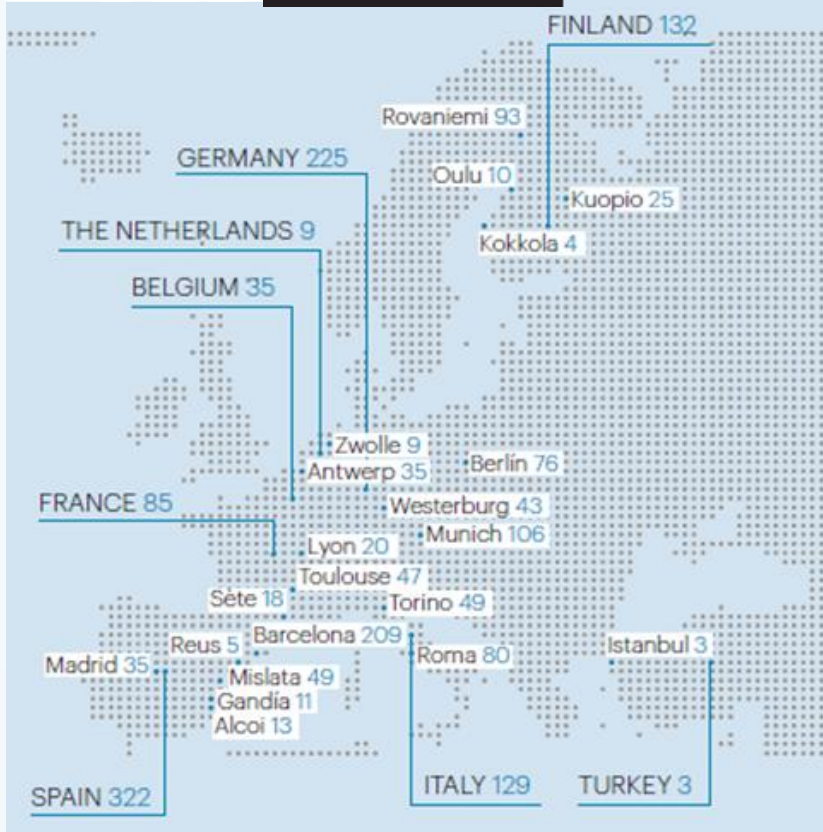 FINLAND 132
Rovaniemi 93
GERMANY 225
Oulu 10
Kuopio 25
THE NETHERLANDS 9
Kokkola 4
BELGIUM 35
Zwolle 9
Antwerp 35
Berlín 76
FRANCE 85
Westerburg 43
Munich 106
Lyon 20
Toulouse 47
Sète 18
Torino 49
Reus 5
Barcelona 209
Roma 80
Istanbul 3
Madrid 35
Mislata 49
Gandía 11
Alcoi 13
SPAIN 322
ITALY 129
TURKEY 3